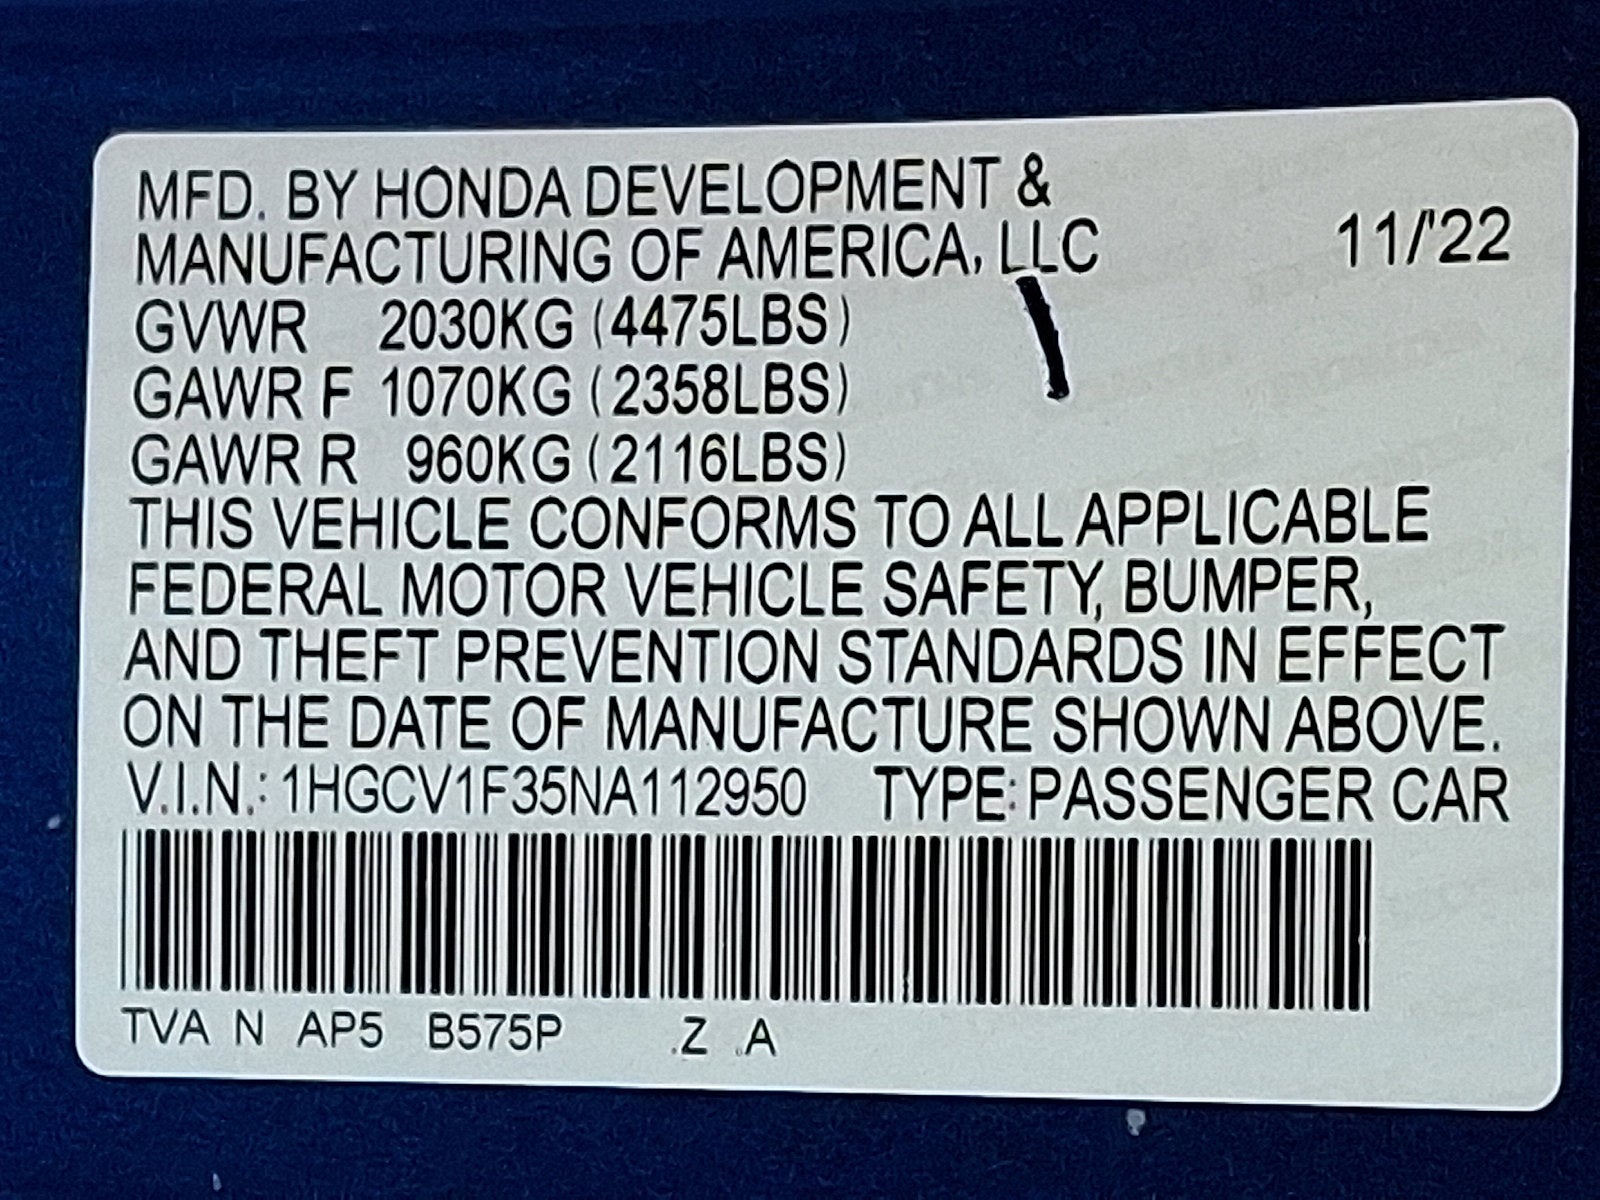 MFD. BY HONDA DEVELOPMENT &
MANUFACTURING OF AMERICA, LLC 11/'22
GVWR 2030KG (4475LBS)
GAWR F 1070KG (2358LBS)
GAWR R 960KG (2116LBS)
THIS VEHICLE CONFORMS TO ALL APPLICABLE
FEDERAL MOTOR VEHICLE SAFETY, BUMPER,
AND THEFT PREVENTION STANDARDS IN EFFECT
ON THE DATE OF MANUFACTURE SHOWN ABOVE.
V.I.N.: 1HGCV1F35NA112950 TYPE: PASSENGER CAR
TVA N AP5 B575P .Z .A